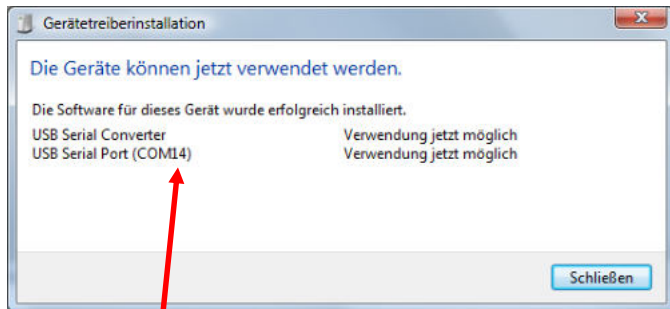 Gerätetreiberinstallation
Die Geräte können jetzt verwendet werden.
Die Software für dieses Gerät wurde erfolgreich installiert.
USB Serial Converter Verwendung jetzt möglich
USB Serial Port (COM14) Verwendung jetzt möglich
Schließen